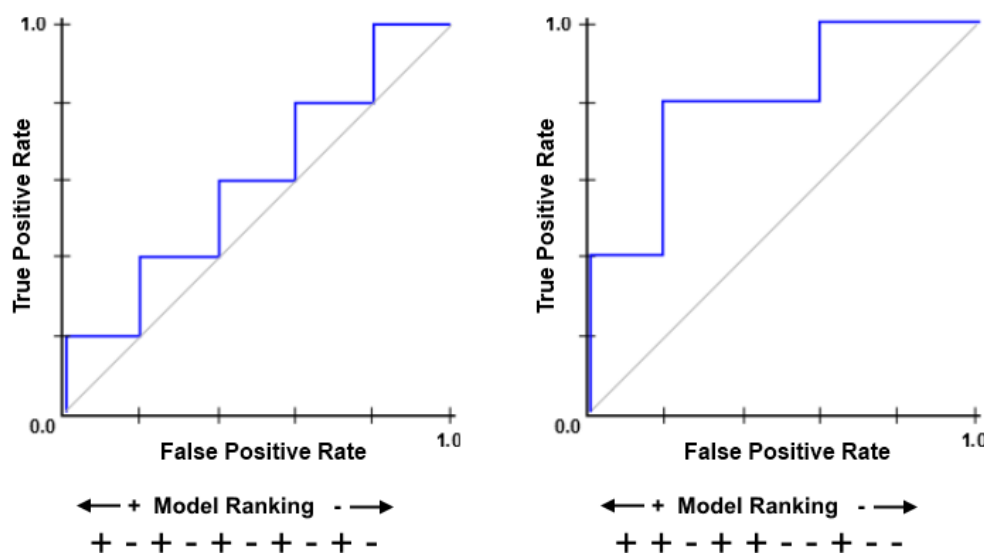 1.0
True Positive Rate
0.0
1.0
False Positive Rate
+ Model Ranking -
+ - + - + - + - + -
1.0
True Positive Rate
0.0
1.0
False Positive Rate
+ Model Ranking -
+ + - + + - - + - -